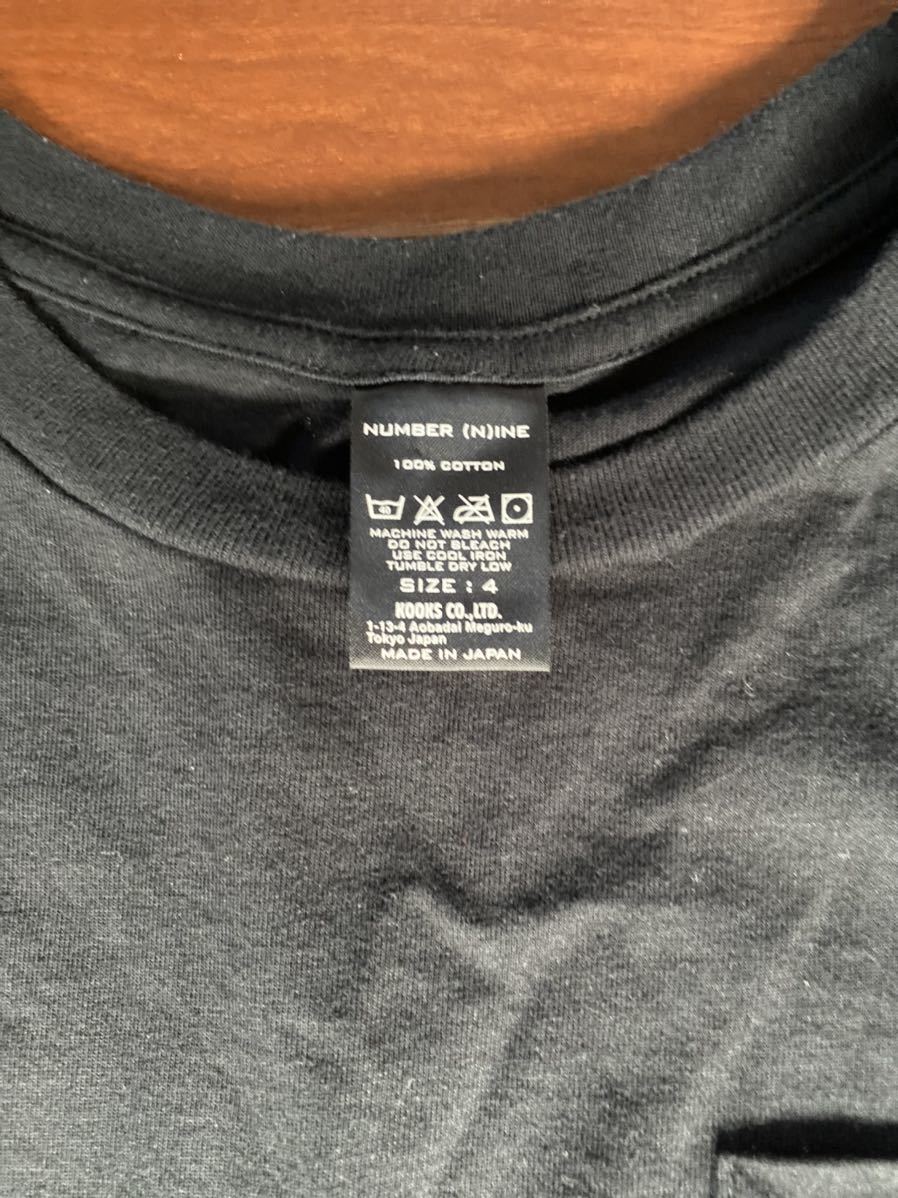 NUMBER (N)INE
100% COTTON
40
MACHINE WASH WARM
DO NOT BLEACH
USE COOL IRON
TUMBLE DRY LOW
SIZE : 4
KOOKS CO.,LTD.
1-13-4 Aobadai Meguro-ku
Tokyo Japan
MADE IN JAPAN